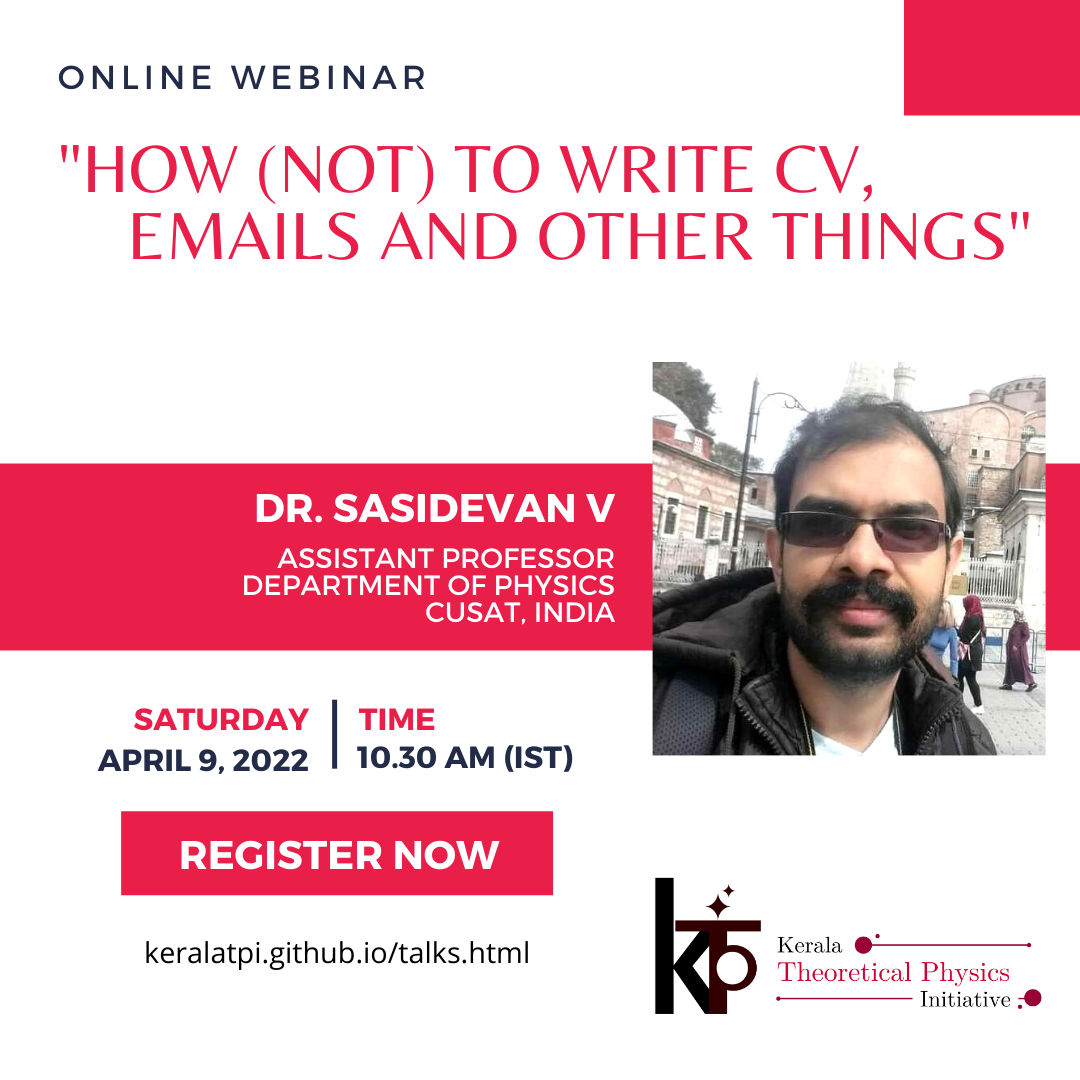 ONLINE WEBINAR
"HOW (NOT) TO WRITE CV,
EMAILS AND OTHER THINGS"
DR. SASIDEVAN V
ASSISTANT PROFESSOR
DEPARTMENT OF PHYSICS
CUSAT, INDIA
SATURDAY
APRIL 9, 2022
TIME
10.30 AM (IST)
REGISTER NOW
keralatpi.github.io/talks.html
kTp
Kerala
Theoretical Physics
Initiative